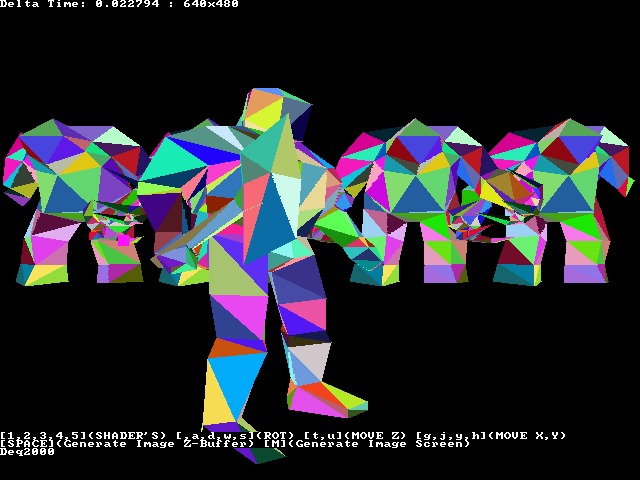 Delta Time: 0.022794 : 640x480
[1,2,3,4,5](SHADER'S) [,a,d,w,s](ROT) [t,u](MOVE Z) [g,j,y,h](MOVE X,Y)
[SPACE](Generate Image Z-Buffer) [M](Generate Image Screen)
Deq2000